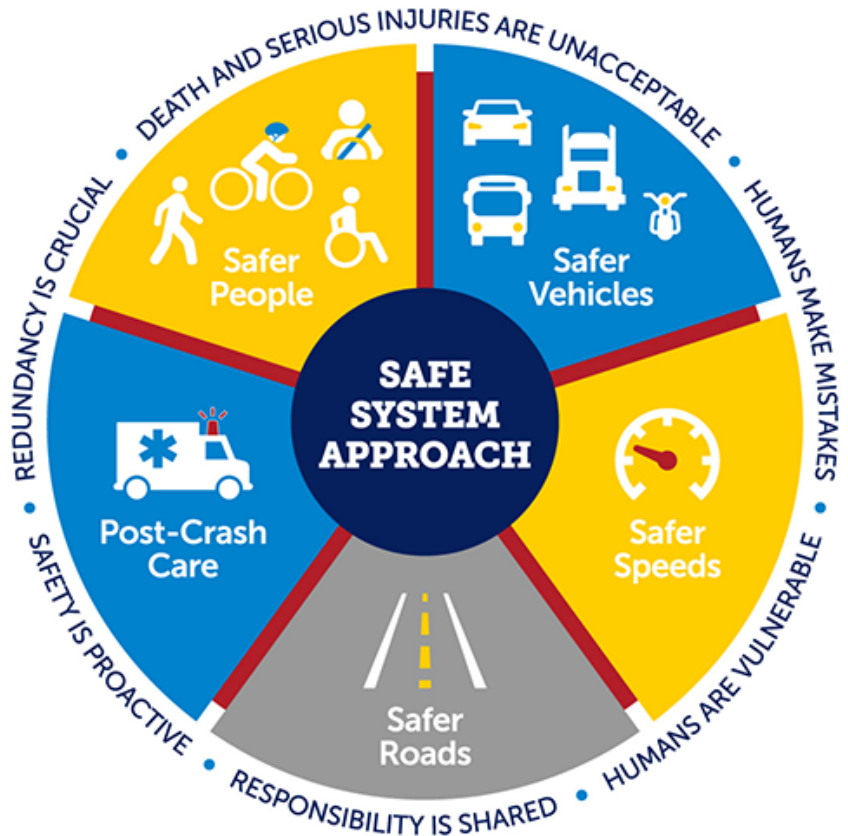 DEATH AND SERIOUS INJURIES ARE UNACCEPTABLE
HUMANS MAKE MISTAKES
HUMANS ARE VULNERABLE
RESPONSIBILITY IS SHARED
SAFETY IS PROACTIVE
REDUNDANCY IS CRUCIAL
Safer
People
Safer
Vehicles
SAFE
SYSTEM
APPROACH
Post-Crash
Care
Safer
Speeds
Safer
Roads